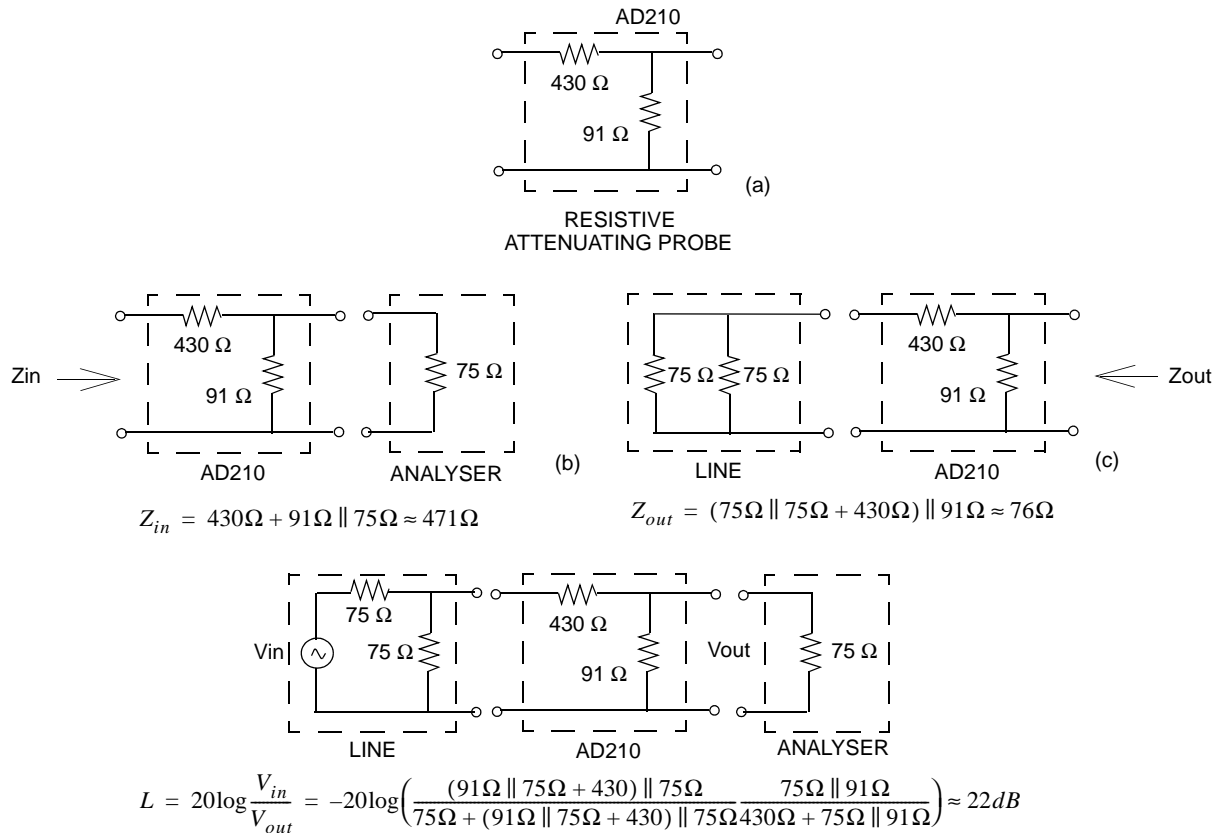 AD210
430 Ω
91 Ω
(a)
RESISTIVE
ATTENUATING PROBE
Zin
430 Ω
91 Ω
75 Ω
AD210
ANALYSER
(b)
75 Ω
75 Ω
430 Ω
91 Ω
Zout
LINE
AD210
(c)
Z_in = 430Ω + 91Ω || 75Ω ≈ 471Ω
Z_out = (75Ω || 75Ω + 430Ω) || 91Ω ≈ 76Ω
Vin
75 Ω
75 Ω
430 Ω
91 Ω
Vout
75 Ω
LINE
AD210
ANALYSER
L = 20log V_in/V_out = –20log( (91Ω || 75Ω + 430) || 75Ω / 75Ω + (91Ω || 75Ω + 430) || 75Ω 75Ω || 91Ω / 430Ω + 75Ω || 91Ω ) ≈ 22dB